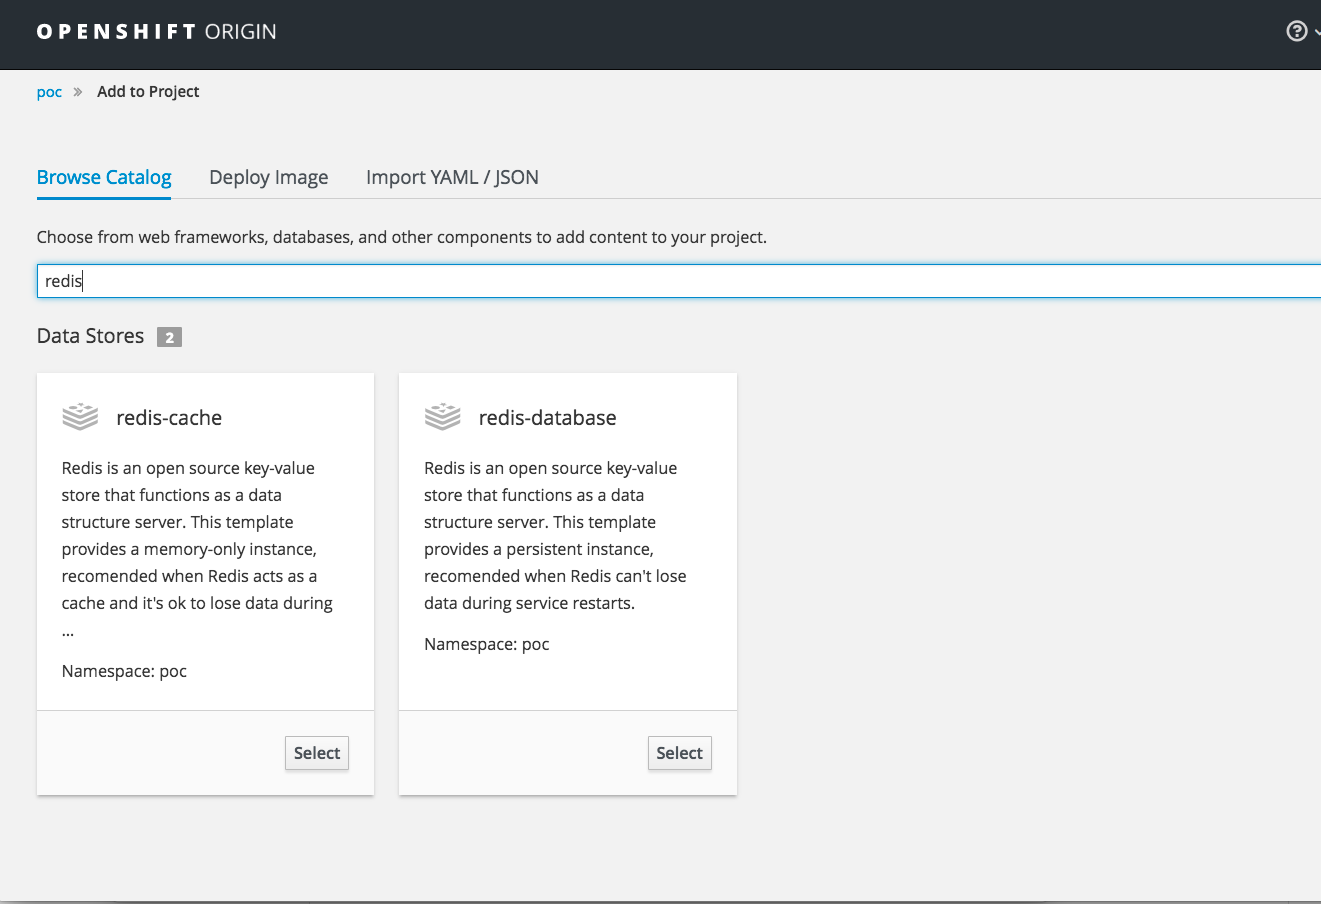 OPENSHIFT ORIGIN
poc » Add to Project
Browse Catalog Deploy Image Import YAML / JSON
Choose from web frameworks, databases, and other components to add content to your project.
redis
Data Stores 2
redis-cache
Redis is an open source key-value
store that functions as a data
structure server. This template
provides a memory-only instance,
recomended when Redis acts as a
cache and it's ok to lose data during
...
Namespace: poc
Select
redis-database
Redis is an open source key-value
store that functions as a data
structure server. This template
provides a persistent instance,
recomended when Redis can't lose
data during service restarts.
Namespace: poc
Select